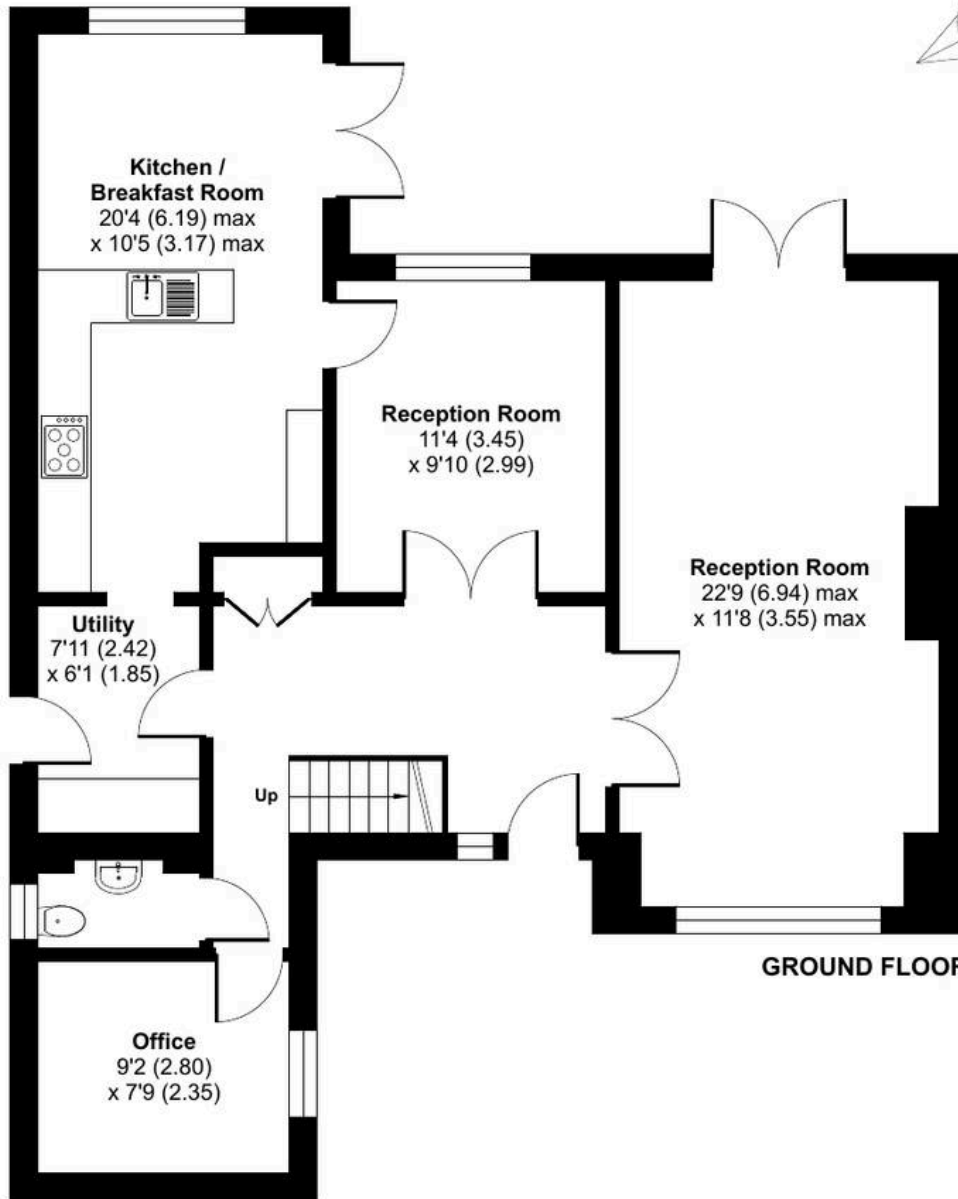 Kitchen /
Breakfast Room
20'4 (6.19) max
x 10'5 (3.17) max
Reception Room
11'4 (3.45)
x 9'10 (2.99)
Reception Room
22'9 (6.94) max
x 11'8 (3.55) max
Utility
7'11 (2.42)
x 6'1 (1.85)
Up
GROUND FLOOR
Office
9'2 (2.80)
x 7'9 (2.35)